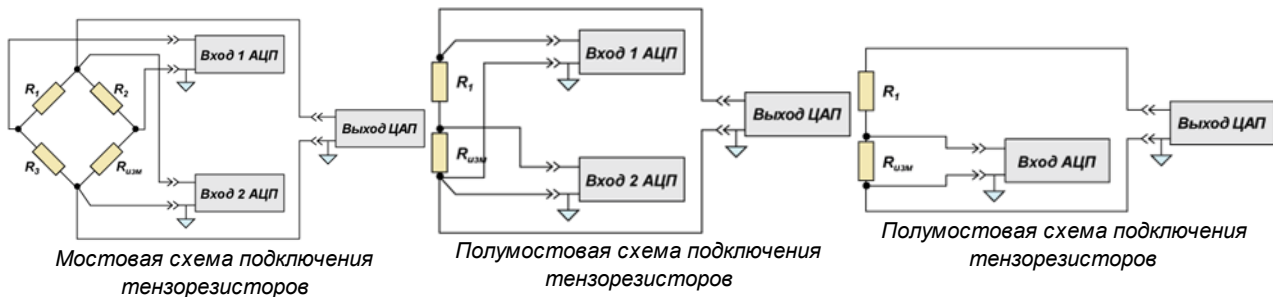 Вход 1 АЦП
R1
R2
Выход ЦАП
R3
Rизм
Вход 2 АЦП
Мостовая схема подключения
тензорезисторов
Вход 1 АЦП
R1
Выход ЦАП
Rизм
Вход 2 АЦП
Полумостовая схема подключения
тензорезисторов
R1
Выход ЦАП
Rизм
Вход АЦП
Полумостовая схема подключения
тензорезисторов